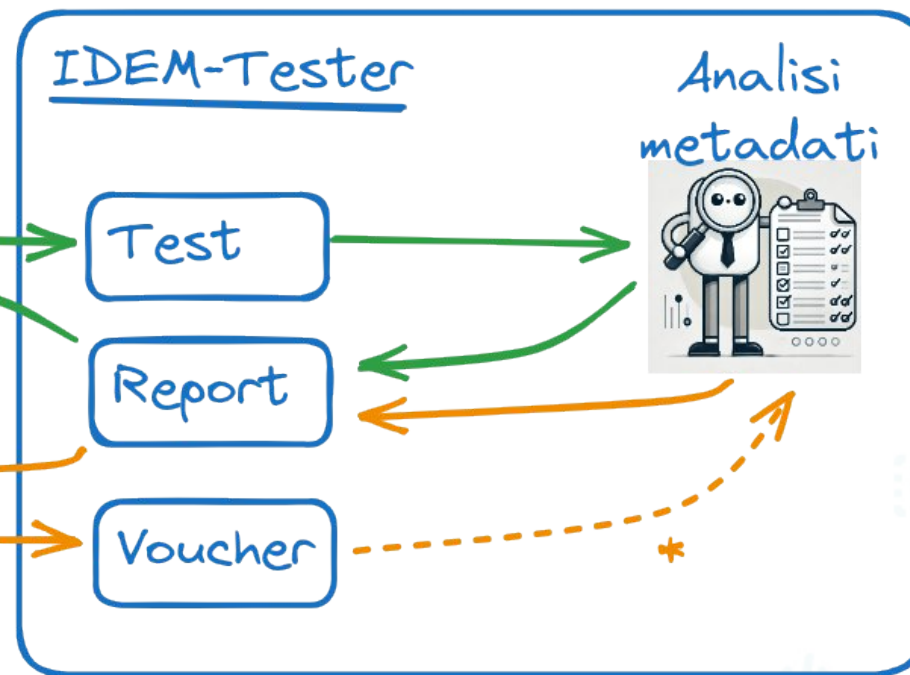 IDEM-Tester
Analisi
metadati
Test
Report
Voucher
*